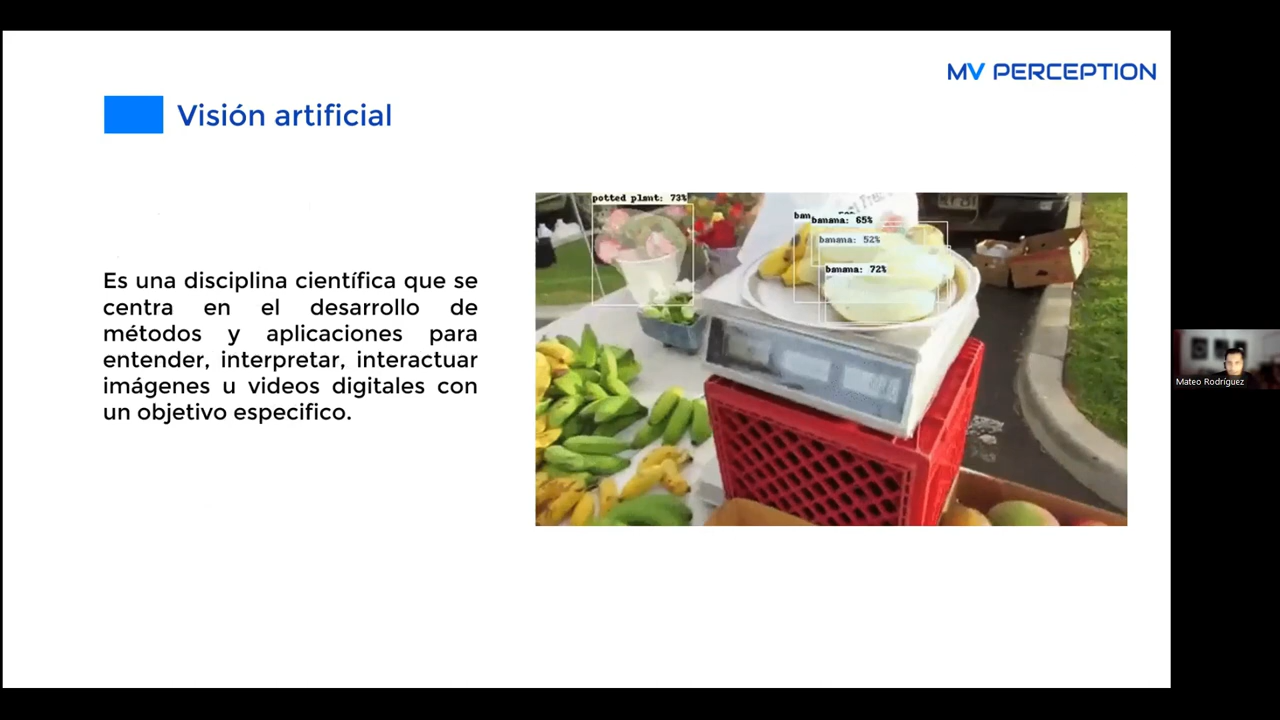 MV PERCEPTION
Visión artificial
Es una disciplina científica que se
centra en el desarrollo de
métodos y aplicaciones para
entender, interpretar, interactuar
imágenes u videos digitales con
un objetivo especifico.
potted plant: 73%
banana: 65%
banana: 52%
banana: 72%
Mateo Rodríguez